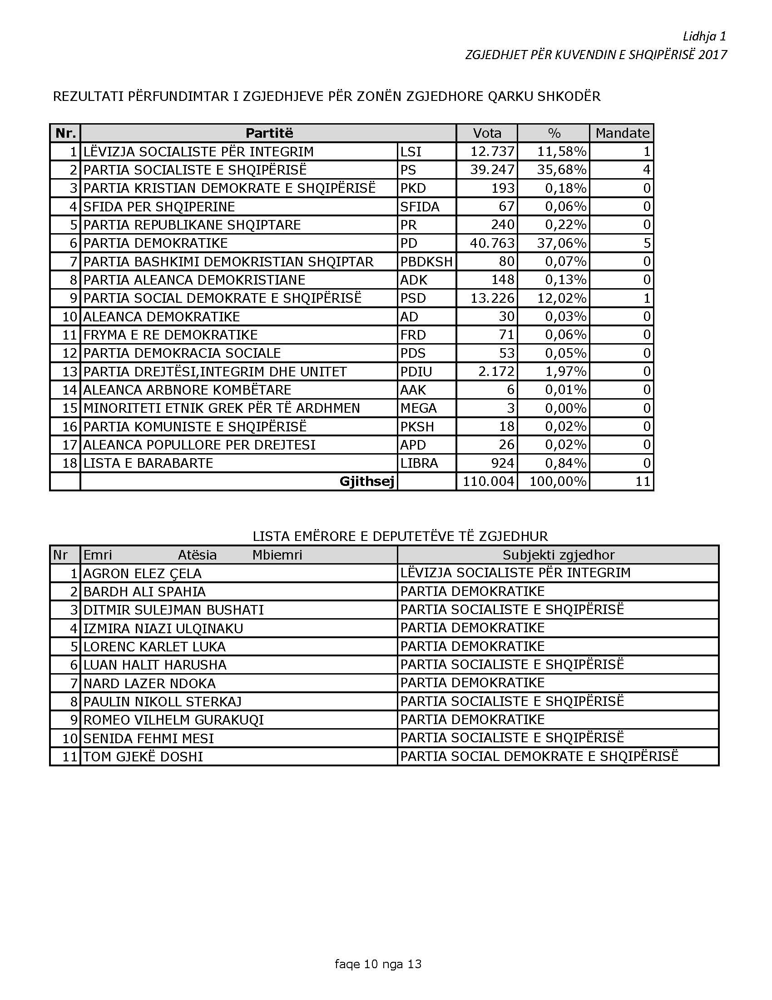 Lidhja 1
ZGJEDHJET PËR KUVENDIN E SHQIPËRISË 2017
REZULTATI PËRFUNDIMTAR I ZGJEDHJEVE PËR ZONËN ZGJEDHORE QARKU SHKODËR
Nr. Partitë Vota % Mandate
1 LËVIZJA SOCIALISTE PËR INTEGRIM LSI 12.737 11,58% 1
2 PARTIA SOCIALISTE E SHQIPËRISË PS 39.247 35,68% 4
3 PARTIA KRISTIAN DEMOKRATE E SHQIPËRISË PKD 193 0,18% 0
4 SFIDA PER SHQIPERINE SFIDA 67 0,06% 0
5 PARTIA REPUBLIKANE SHQIPTARE PR 240 0,22% 0
6 PARTIA DEMOKRATIKE PD 40.763 37,06% 5
7 PARTIA BASHKIMI DEMOKRISTIAN SHQIPTAR PBDKSH 80 0,07% 0
8 PARTIA ALEANCA DEMOKRISTIANE ADK 148 0,13% 0
9 PARTIA SOCIAL DEMOKRATE E SHQIPËRISË PSD 13.226 12,02% 1
10 ALEANCA DEMOKRATIKE AD 30 0,03% 0
11 FRYMA E RE DEMOKRATIKE FRD 71 0,06% 0
12 PARTIA DEMOKRACIA SOCIALE PDS 53 0,05% 0
13 PARTIA DREJTËSI,INTEGRIM DHE UNITET PDIU 2.172 1,97% 0
14 ALEANCA ARBNORE KOMBËTARE AAK 6 0,01% 0
15 MINORITETI ETNIK GREK PËR TË ARDHMEN MEGA 3 0,00% 0
16 PARTIA KOMUNISTE E SHQIPËRISË PKSH 18 0,02% 0
17 ALEANCA POPULLORE PER DREJTESI APD 26 0,02% 0
18 LISTA E BARABARTE LIBRA 924 0,84% 0
Gjithsej 110.004 100,00% 11
LISTA EMËRORE E DEPUTETËVE TË ZGJEDHUR
Nr Emri Atësia Mbiemri Subjekti zgjedhor
1 AGRON ELEZ ÇELA LËVIZJA SOCIALISTE PËR INTEGRIM
2 BARDH ALI SPAHIA PARTIA DEMOKRATIKE
3 DITMIR SULEJMAN BUSHATI PARTIA SOCIALISTE E SHQIPËRISË
4 IZMIRA NIAZI ULQINAKU PARTIA DEMOKRATIKE
5 LORENC KARLET LUKA PARTIA DEMOKRATIKE
6 LUAN HALIT HARUSHA PARTIA SOCIALISTE E SHQIPËRISË
7 NARD LAZER NDOKA PARTIA DEMOKRATIKE
8 PAULIN NIKOLL STERKAJ PARTIA SOCIALISTE E SHQIPËRISË
9 ROMEO VILHELM GURAKUQI PARTIA DEMOKRATIKE
10 SENIDA FEHMI MESI PARTIA SOCIALISTE E SHQIPËRISË
11 TOM GJEKË DOSHI PARTIA SOCIAL DEMOKRATE E SHQIPËRISË
faqe 10 nga 13